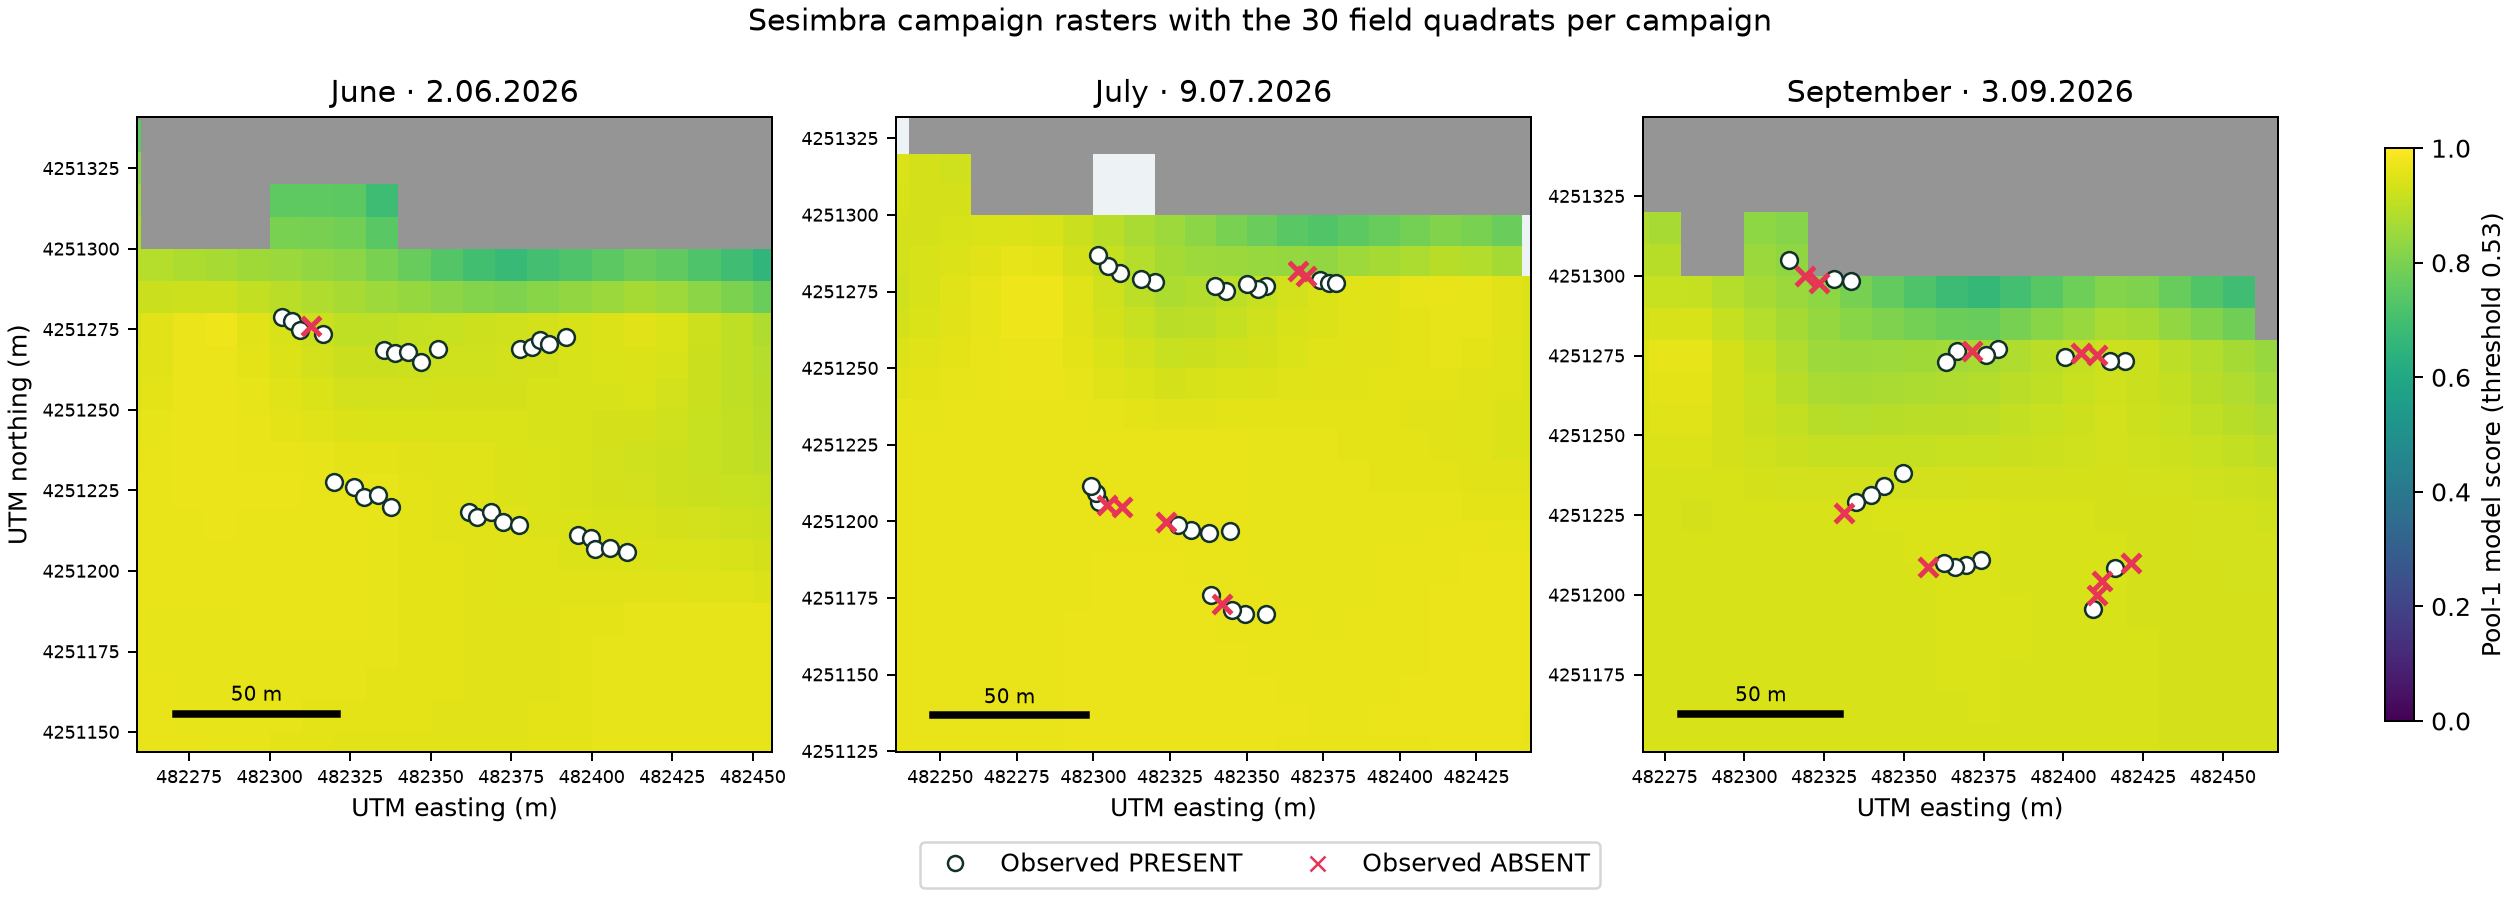 Sesimbra campaign rasters with the 30 field quadrats per campaign
June · 2.06.2026
July · 9.07.2026
September · 3.09.2026
UTM northing (m)
4251325
4251300
4251275
4251250
4251225
4251200
4251175
4251150
50 m
482275 482300 482325 482350 482375 482400 482425 482450
UTM easting (m)
4251325
4251300
4251275
4251250
4251225
4251200
4251175
4251150
4251125
50 m
482250 482275 482300 482325 482350 482375 482400 482425
UTM easting (m)
4251325
4251300
4251275
4251250
4251225
4251200
4251175
50 m
482275 482300 482325 482350 482375 482400 482425 482450
UTM easting (m)
1.0
0.8
0.6
0.4
0.2
0.0
Pool-1 model score (threshold 0.53)
Observed PRESENT
Observed ABSENT